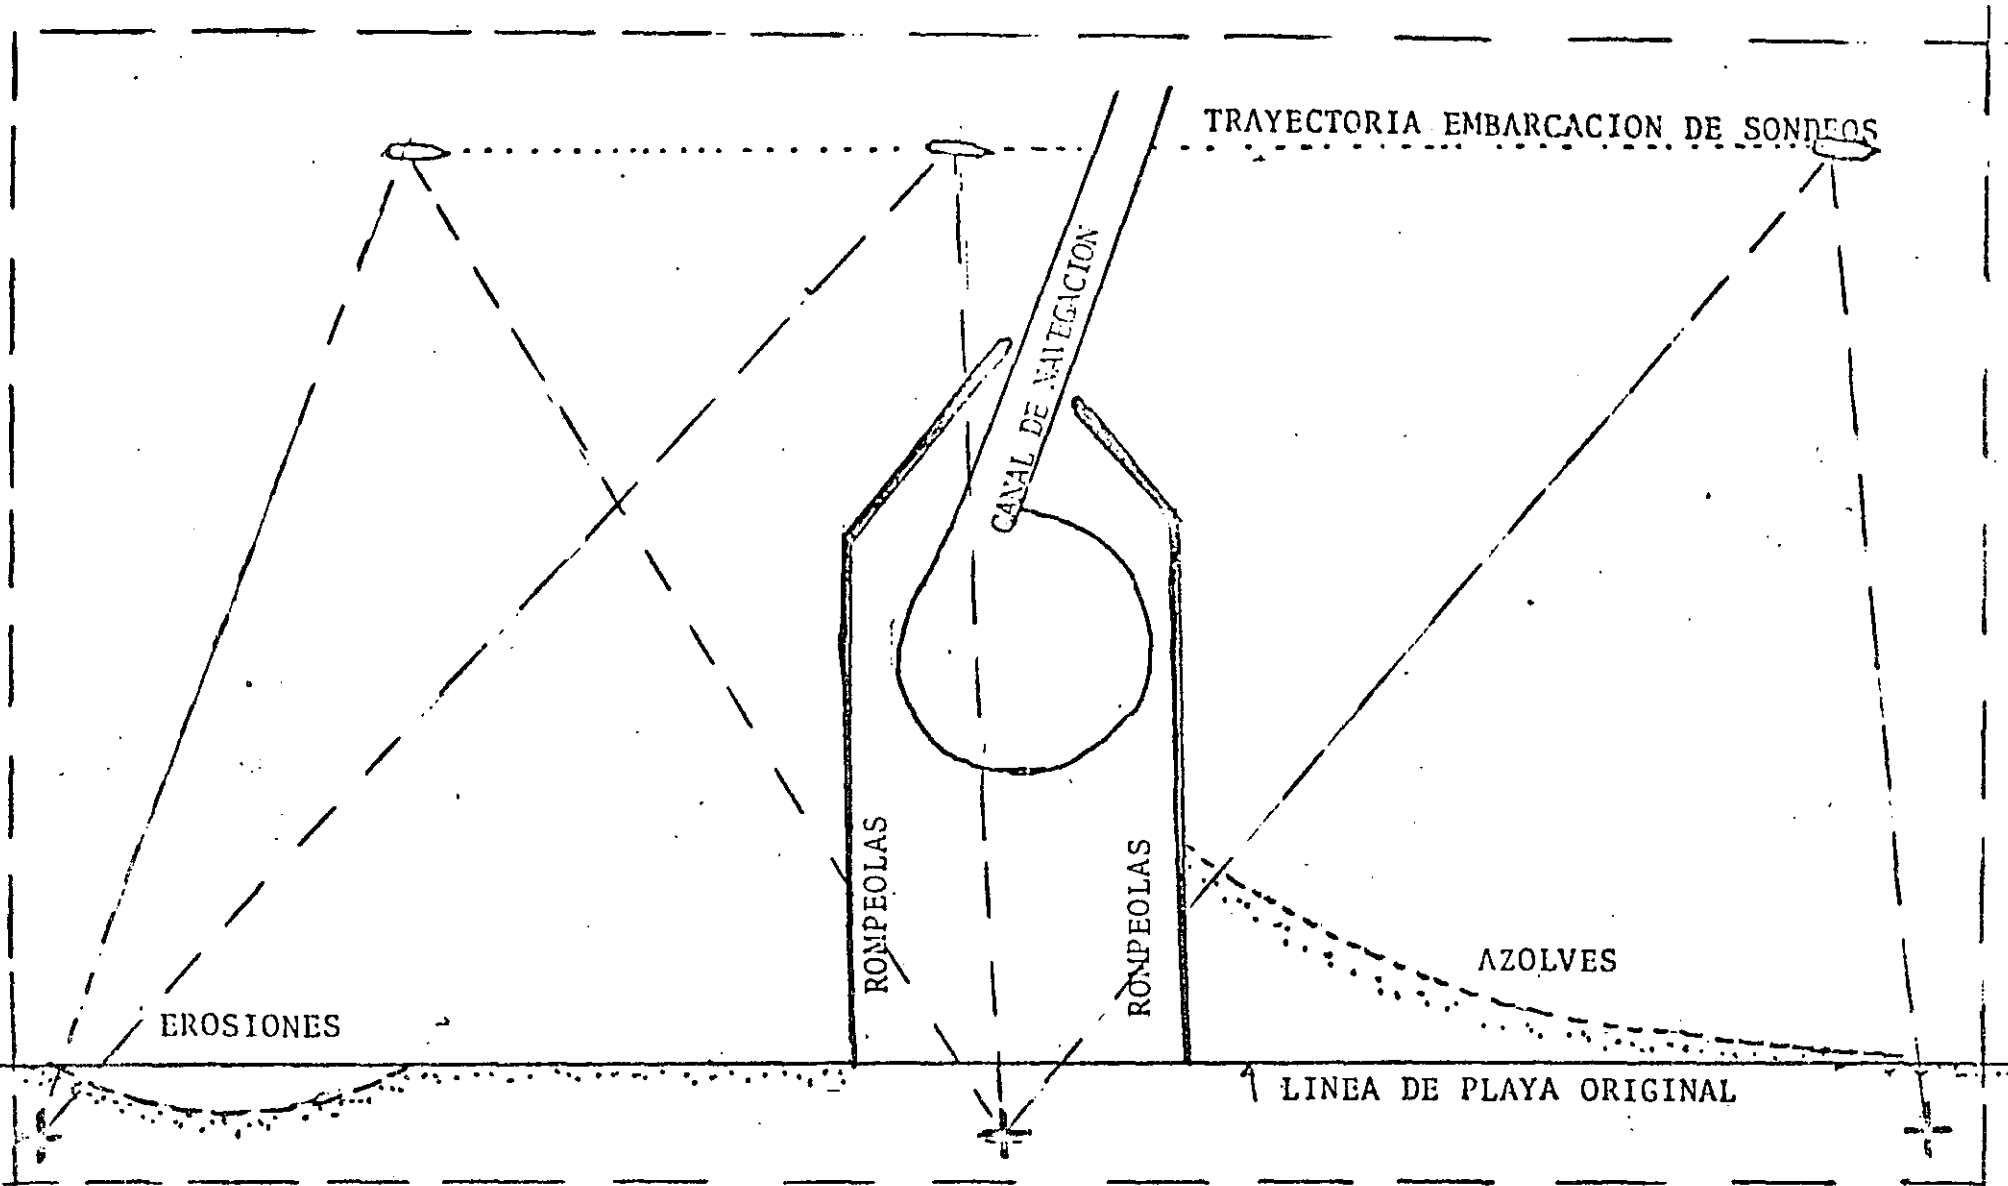 TRAYECTORIA EMBARCACION DE SONDEOS
CANAL DE NAVEGACION
ROMPEOLAS
ROMPEOLAS
AZOLVES
EROSIONES
LINEA DE PLAYA ORIGINAL